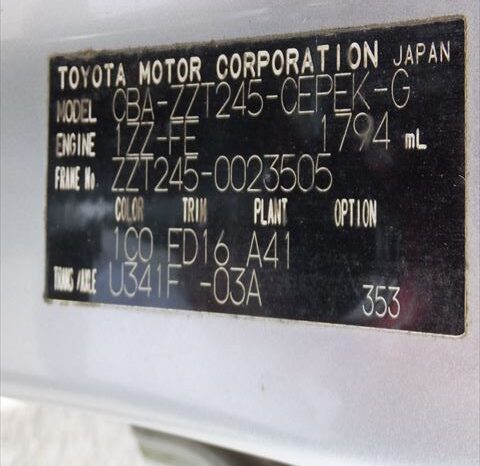 TOYOTA MOTOR CORPORATION JAPAN
MODEL CBA-ZZT245-CEPEK-G
ENGINE 1ZZ-FE 1794 mL
FRAME No. ZZT245-0023505
COLOR TRIM PLANT OPTION
1C0 FD16 A41
TRANS/AXLE U341F -03A 353